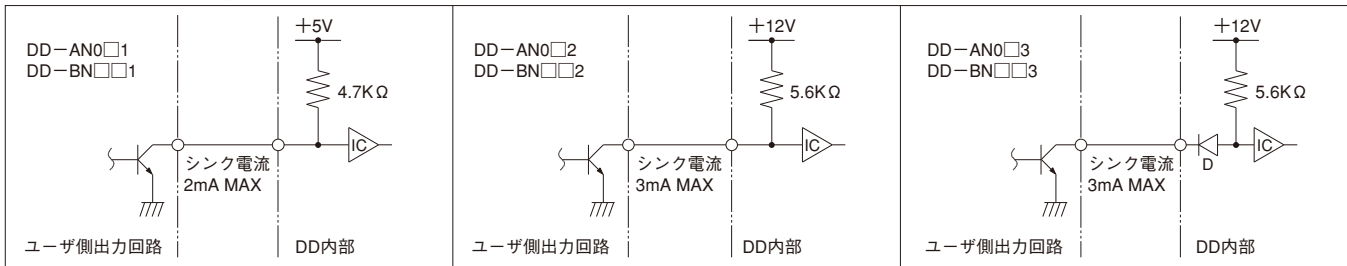 +5V
DD-AN0□1
DD-BN□□1
4.7KΩ
IC
シンク電流
2mA MAX
ユーザ側出力回路
DD内部
+12V
DD-AN0□2
DD-BN□□2
5.6KΩ
IC
シンク電流
3mA MAX
ユーザ側出力回路
DD内部
+12V
DD-AN0□3
DD-BN□□3
5.6KΩ
IC
D
シンク電流
3mA MAX
ユーザ側出力回路
DD内部